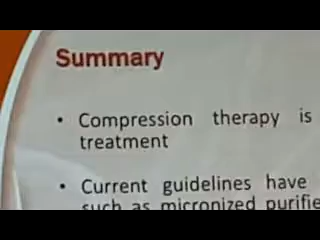 Summary
• Compression therapy is
treatment
• Current guidelines have
such as micronized